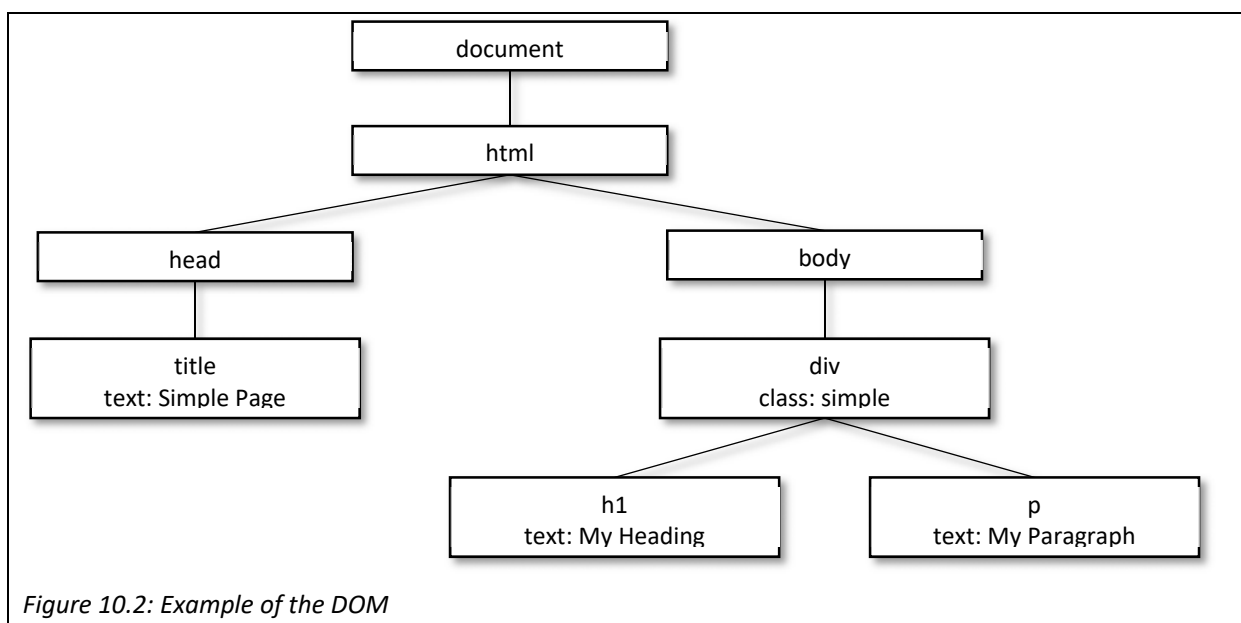 document
html
head
body
title
text: Simple Page
div
class: simple
h1
text: My Heading
p
text: My Paragraph
Figure 10.2: Example of the DOM